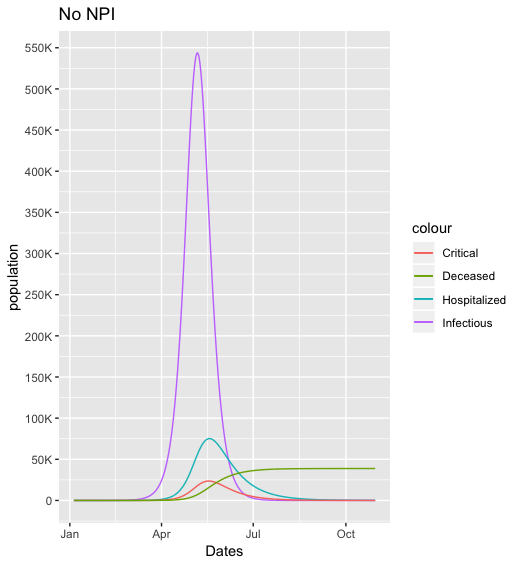 No NPI
550K
500K
450K
400K
350K
300K
250K
200K
150K
100K
50K
0
population
Jan Apr Jul Oct
Dates
colour
Critical
Deceased
Hospitalized
Infectious